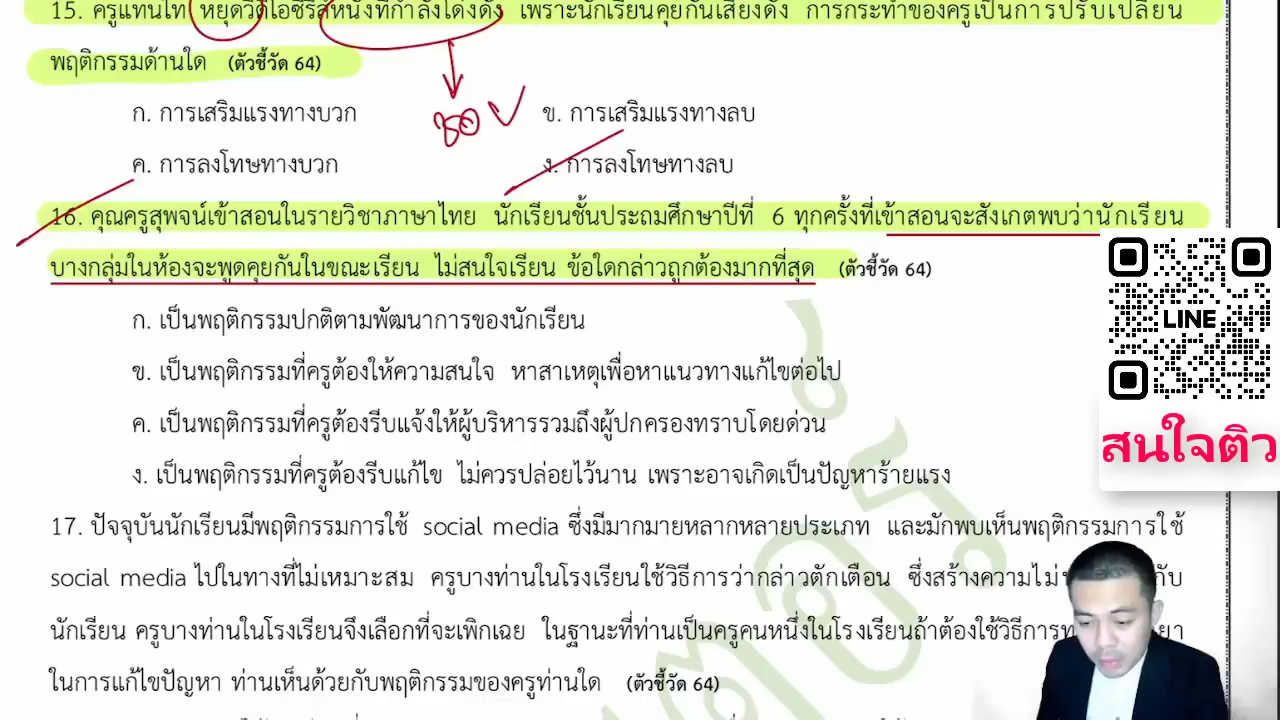 15. ครูแทนไท หยุดวิดีโอซีรีส์หนังที่กำลังโด่งดัง เพราะนักเรียนคุยกันเสียงดัง การกระทำของครูเป็นการปรับเปลี่ยน
พฤติกรรมด้านใด (ตัวชี้วัด 64)
ก. การเสริมแรงทางบวก ข. การเสริมแรงทางลบ
ชอบ
ค. การลงโทษทางบวก ง. การลงโทษทางลบ
16. คุณครูสุพจน์เข้าสอนในรายวิชาภาษาไทย นักเรียนชั้นประถมศึกษาปีที่ 6 ทุกครั้งที่เข้าสอนจะสังเกตพบว่านักเรียน
บางกลุ่มในห้องจะพูดคุยกันในขณะเรียน ไม่สนใจเรียน ข้อใดกล่าวถูกต้องมากที่สุด (ตัวชี้วัด 64)
ก. เป็นพฤติกรรมปกติตามพัฒนาการของนักเรียน
ข. เป็นพฤติกรรมที่ครูต้องให้ความสนใจ หาสาเหตุเพื่อหาแนวทางแก้ไขต่อไป
ค. เป็นพฤติกรรมที่ครูต้องรีบแจ้งให้ผู้บริหารรวมถึงผู้ปกครองทราบโดยด่วน
ง. เป็นพฤติกรรมที่ครูต้องรีบแก้ไข ไม่ควรปล่อยไว้นาน เพราะอาจเกิดเป็นปัญหาร้ายแรง
LINE
สนใจติว
17. ปัจจุบันนักเรียนมีพฤติกรรมการใช้ social media ซึ่งมีมากมายหลากหลายประเภท และมักพบเห็นพฤติกรรมการใช้
social media ไปในทางที่ไม่เหมาะสม ครูบางท่านในโรงเรียนใช้วิธีการว่ากล่าวตักเตือน ซึ่งสร้างความไม่ กับ
นักเรียน ครูบางท่านในโรงเรียนจึงเลือกที่จะเพิกเฉย ในฐานะที่ท่านเป็นครูคนหนึ่งในโรงเรียนถ้าต้องใช้วิธีการ
ในการแก้ไขปัญหา ท่านเห็นด้วยกับพฤติกรรมของครูท่านใด (ตัวชี้วัด 64)